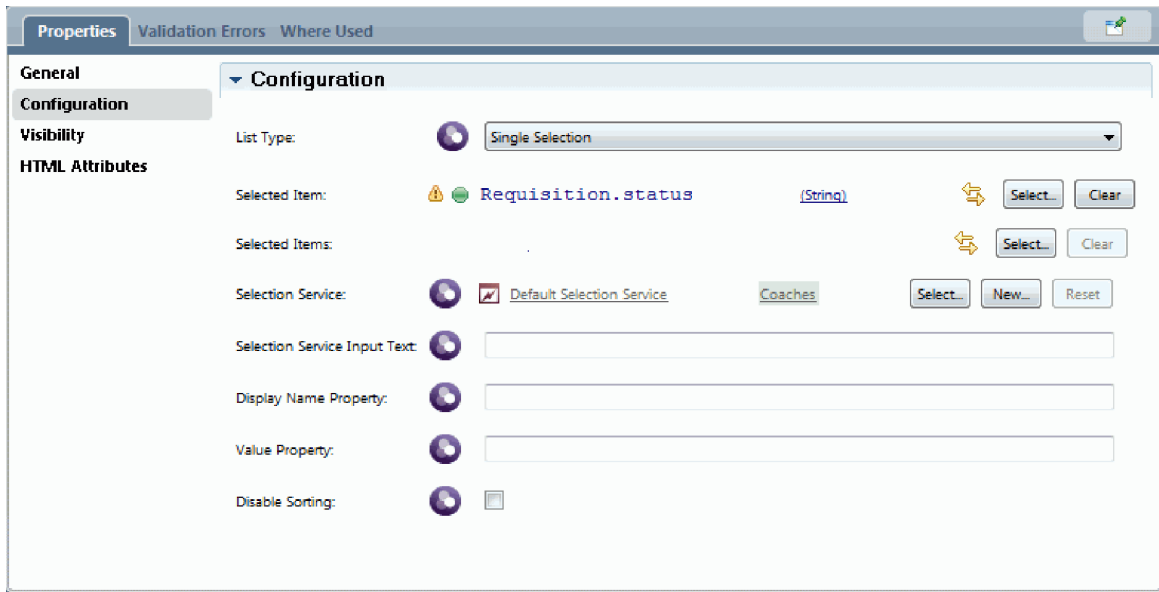 Properties Validation Errors Where Used
General
Configuration
Visibility
HTML Attributes
Configuration
List Type: Single Selection
Selected Item: Requisition.status (String) Select... Clear
Selected Items: Select... Clear
Selection Service: Default Selection Service Coaches Select... New... Reset
Selection Service Input Text:
Display Name Property:
Value Property:
Disable Sorting: